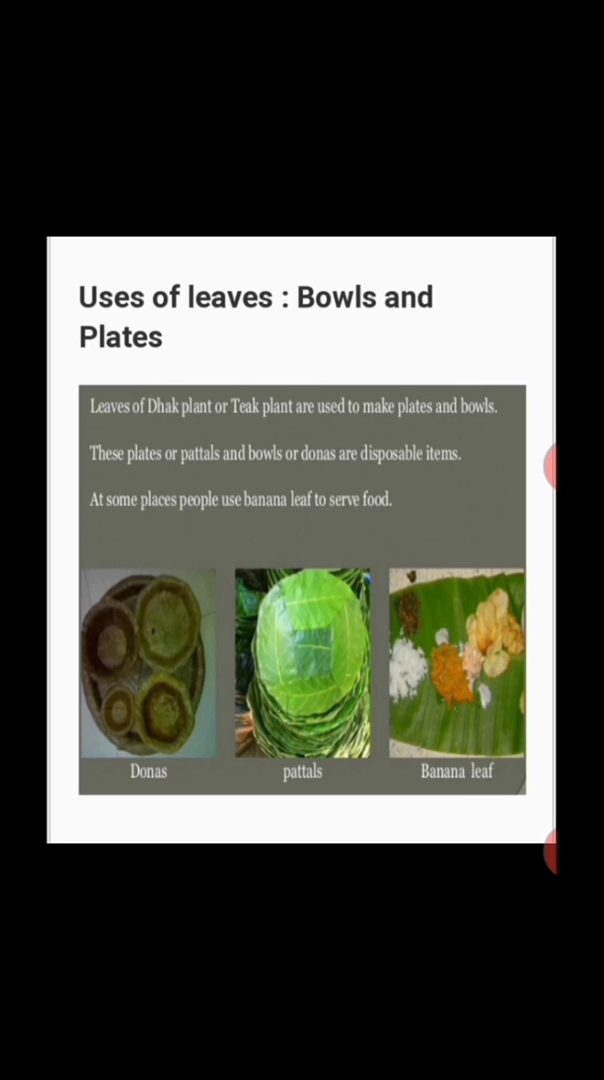 Uses of leaves : Bowls and
Plates
Leaves of Dhak plant or Teak plant are used to make plates and bowls.
These plates or pattals and bowls or donas are disposable items.
At some places people use banana leaf to serve food.
Donas
pattals
Banana leaf